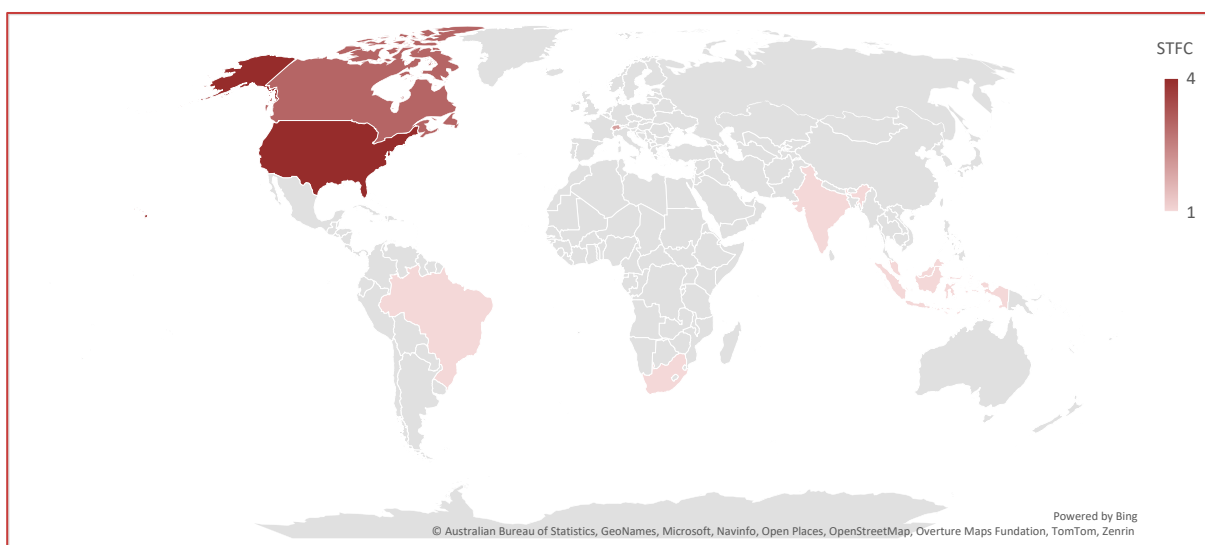 STFC
4
1
Powered by Bing
© Australian Bureau of Statistics, GeoNames, Microsoft, Navinfo, Open Places, OpenStreetMap, Overture Maps Fundation, TomTom, Zenrin